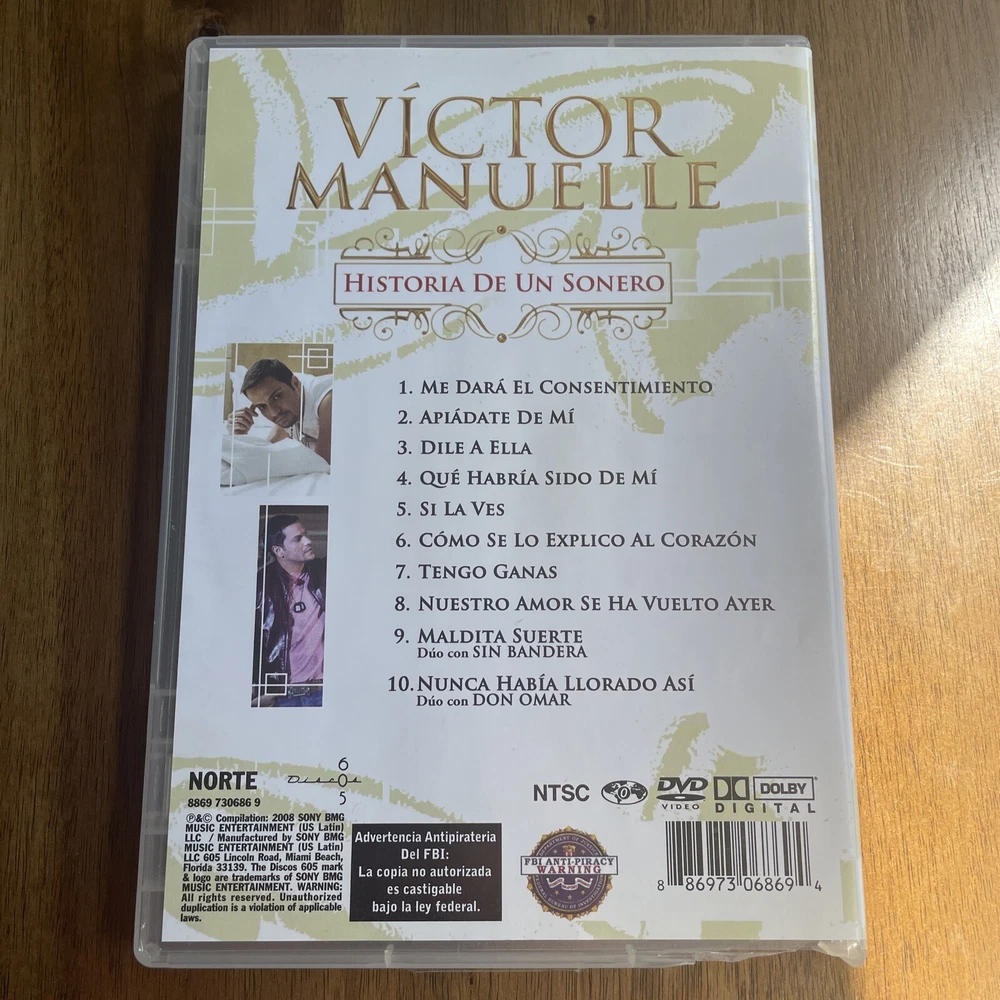 VÍCTOR
MANUELLE
HISTORIA DE UN SONERO
1. ME DARÁ EL CONSENTIMIENTO
2. APIÁDATE DE MÍ
3. DILE A ELLA
4. QUÉ HABRÍA SIDO DE MÍ
5. SI LA VES
6. CÓMO SE LO EXPLICO AL CORAZÓN
7. TENGO GANAS
8. NUESTRO AMOR SE HA VUELTO AYER
9. MALDITA SUERTE
Dúo con SIN BANDERA
10. NUNCA HABÍA LLORADO ASÍ
Dúo con DON OMAR
NORTE
8869 730686 9
Discos 605
℗&© Compilation: 2008 SONY BMG
MUSIC ENTERTAINMENT (US Latin)
LLC / Manufactured by SONY BMG
MUSIC ENTERTAINMENT (US Latin)
LLC 605 Lincoln Road, Miami Beach,
Florida 33139. The Discos 605 mark
& logo are trademarks of SONY BMG
MUSIC ENTERTAINMENT. WARNING:
All rights reserved. Unauthorized
duplication is a violation of applicable
laws.
Advertencia Antipirateria
Del FBI:
La copia no autorizada
es castigable
bajo la ley federal.
NTSC
0
DVD
VIDEO
DOLBY
DIGITAL
FBI ANTI-PIRACY
WARNING
8 86973 06869 4